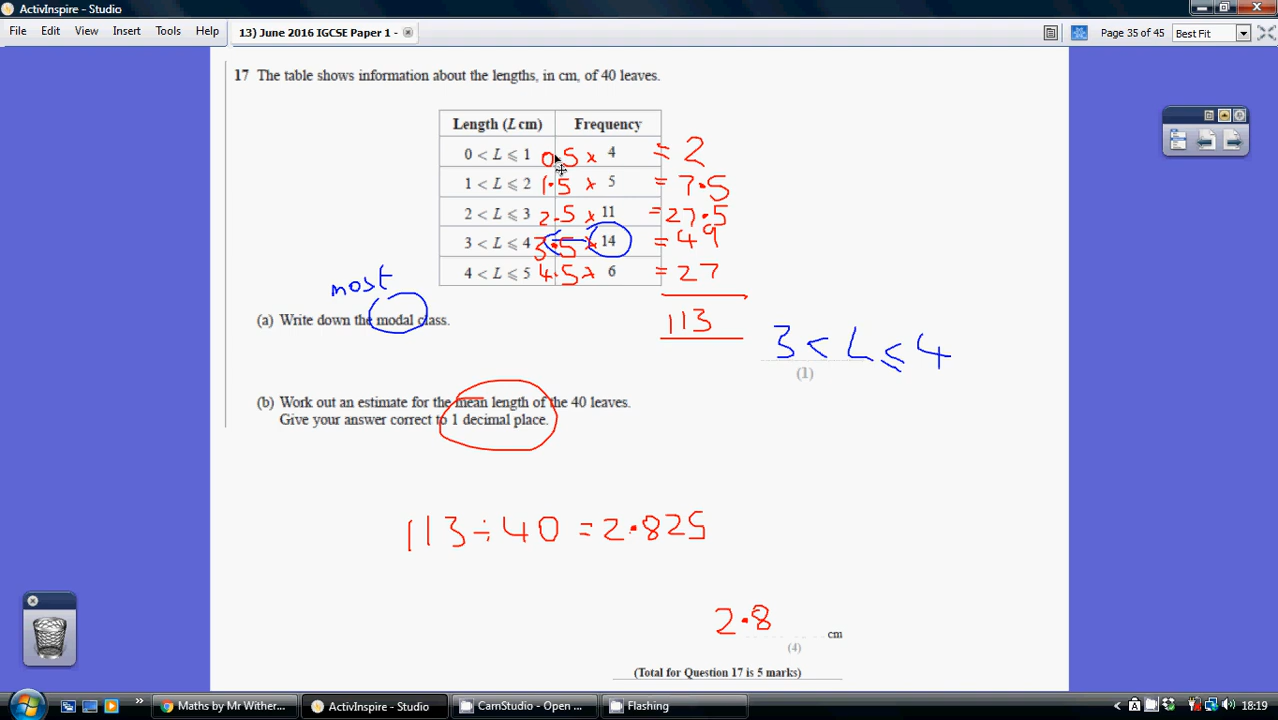 ActivInspire - Studio
File Edit View Insert Tools Help 13) June 2016 IGCSE Paper 1 - Page 35 of 45 Best Fit
17 The table shows information about the lengths, in cm, of 40 leaves.
Length (L cm) Frequency
0 < L ⩽ 1 0.5 × 4 = 2
1 < L ⩽ 2 1.5 × 5 = 7.5
2 < L ⩽ 3 2.5 × 11 = 27.5
3 < L ⩽ 4 3.5 × 14 = 49
4 < L ⩽ 5 4.5 × 6 = 27
113
most
(a) Write down the modal class.
3 < L ≤ 4
(1)
(b) Work out an estimate for the mean length of the 40 leaves.
Give your answer correct to 1 decimal place.
113 ÷ 40 = 2.825
2.8 cm
(4)
(Total for Question 17 is 5 marks)
Maths by Mr Wither... ActivInspire - Studio CamStudio - Open ... Flashing A 18:19